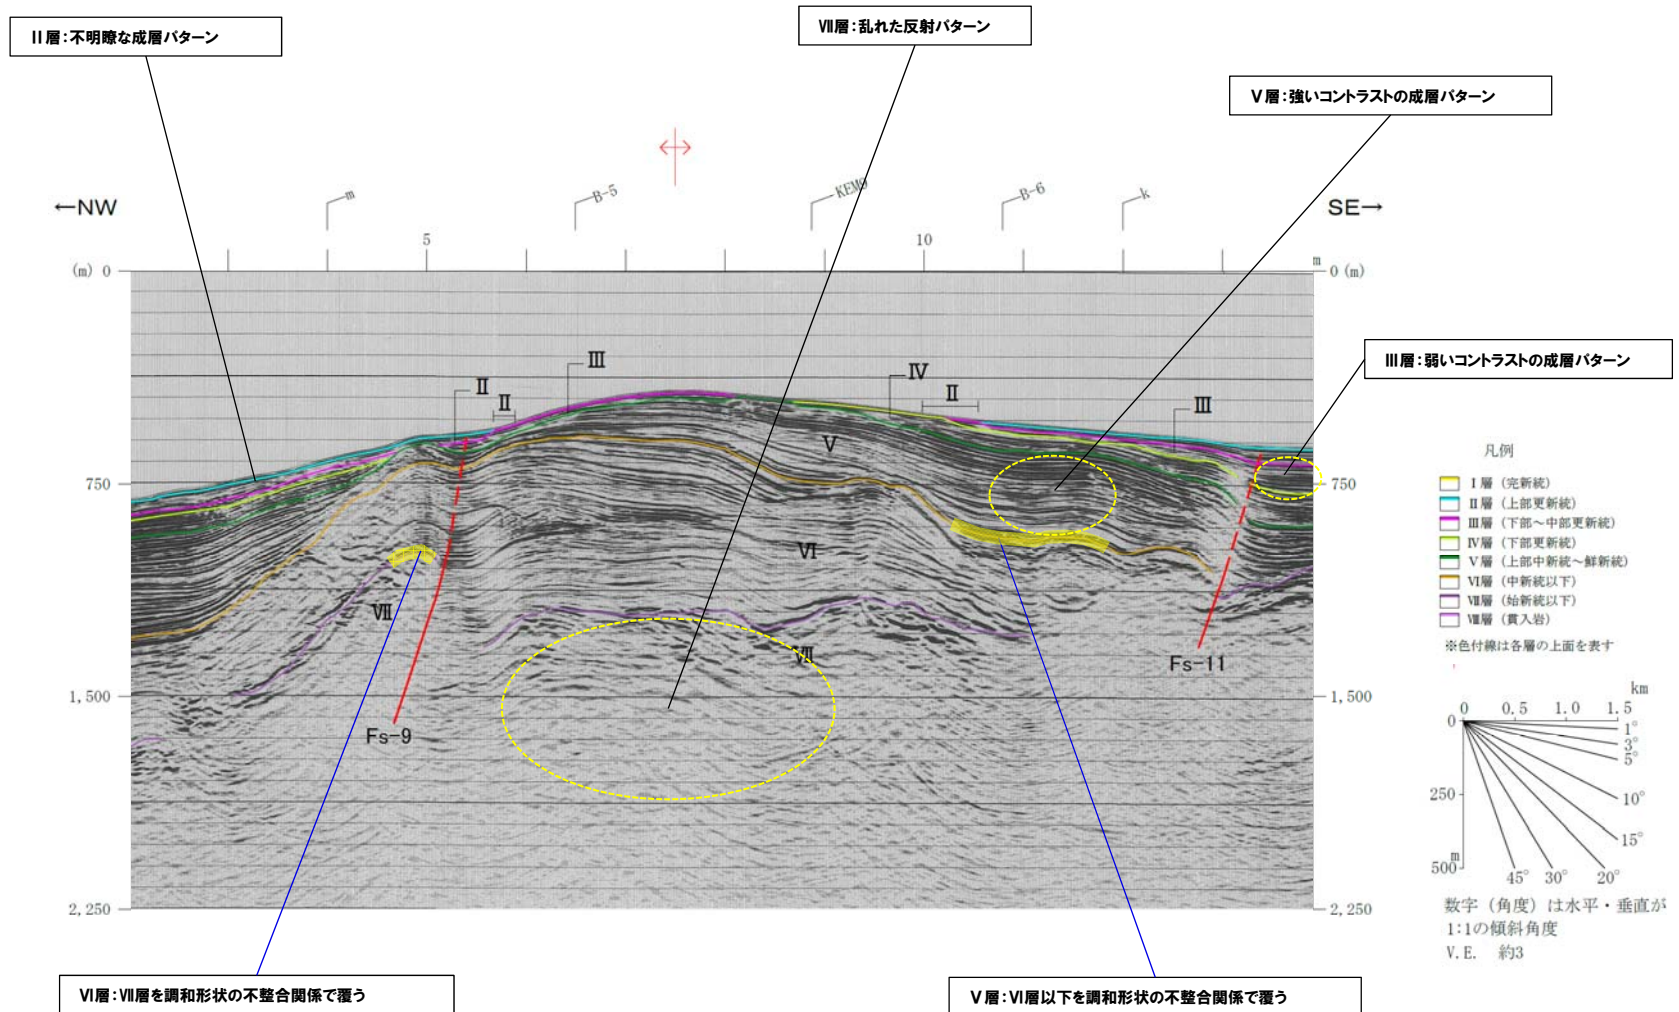 Ⅱ層:不明瞭な成層パターン
Ⅶ層:乱れた反射パターン
Ⅴ層:強いコントラストの成層パターン
←NW
SE→
m
B-5
KEM9
B-6
k
5
10
(m) 0
m
0 (m)
Ⅲ層:弱いコントラストの成層パターン
Ⅱ
Ⅱ
Ⅲ
Ⅳ
Ⅱ
Ⅲ
Ⅴ
750
750
Ⅵ
Ⅶ
Ⅶ
Fs-9
Fs-11
1,500
1,500
2,250
2,250
凡例
Ⅰ層 (完新統)
Ⅱ層 (上部更新統)
Ⅲ層 (下部~中部更新統)
Ⅳ層 (下部更新統)
Ⅴ層 (上部中新統~鮮新統)
Ⅵ層 (中新統以下)
Ⅶ層 (始新統以下)
Ⅷ層 (貫入岩)
※色付線は各層の上面を表す
km
0 0.5 1.0 1.5
0
1°
3°
5°
250
10°
15°
m
500
45° 30° 20°
数字(角度)は水平・垂直が
1:1の傾斜角度
V.E. 約3
Ⅵ層:Ⅶ層を調和形状の不整合関係で覆う
Ⅴ層:Ⅵ層以下を調和形状の不整合関係で覆う